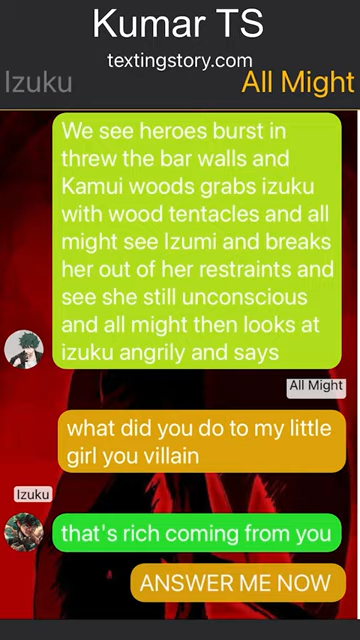 Kumar TS
textingstory.com
Izuku
All Might
We see heroes burst in
threw the bar walls and
Kamui woods grabs izuku
with wood tentacles and all
might see Izumi and breaks
her out of her restraints and
see she still unconscious
and all might then looks at
izuku angrily and says
All Might
what did you do to my little
girl you villain
Izuku
that's rich coming from you
ANSWER ME NOW